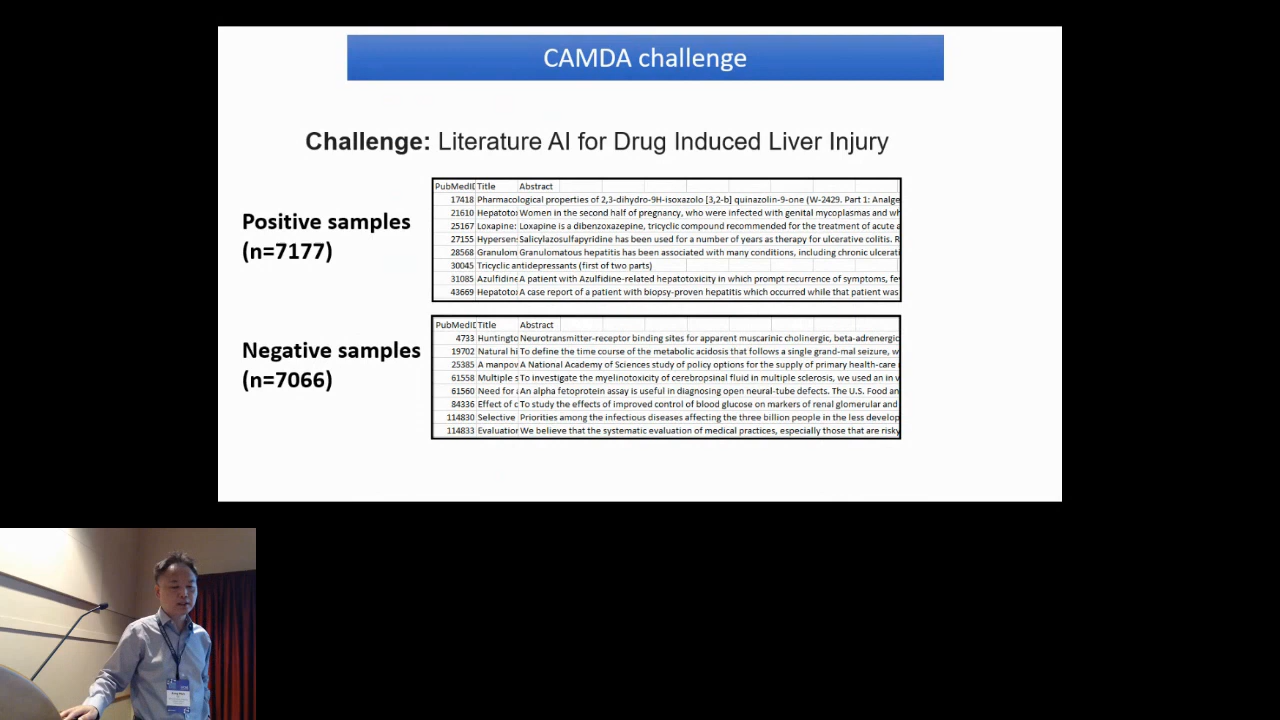 CAMDA challenge
Challenge: Literature AI for Drug Induced Liver Injury
Positive samples
(n=7177)
PubMedID Title Abstract
17418 Pharmacological properties of 2,3-dihydro-9H-isoxazolo [3,2-b] quinazolin-9-one (W-2429. Part 1: Analge
21610 Hepatoto Women in the second half of pregnancy, who were infected with genital mycoplasmas and wh
25167 Loxapine: Loxapine is a dibenzoxazepine, tricyclic compound recommended for the treatment of acute a
27155 Hypersen: Salicylazosulfapyridine has been used for a number of years as therapy for ulcerative colitis. R
28568 Granulom Granulomatous hepatitis has been associated with many conditions, including chronic ulcerati
30045 Tricyclic antidepressants (first of two parts)
31085 Azulfidine A patient with Azulfidine-related hepatotoxicity in which prompt recurrence of symptoms, fev
43669 Hepatoto A case report of a patient with biopsy-proven hepatitis which occurred while that patient was
Negative samples
(n=7066)
PubMedID Title Abstract
4733 Huntingto Neurotransmitter-receptor binding sites for apparent muscarinic cholinergic, beta-adrenergic
19702 Natural hi To define the time course of the metabolic acidosis that follows a single grand-mal seizure, w
25385 A manpov A National Academy of Sciences study of policy options for the supply of primary health-care
61558 Multiple s To investigate the myelinotoxicity of cerebropsinal fluid in multiple sclerosis, we used an in v
61560 Need for a An alpha fetoprotein assay is useful in diagnosing open neural-tube defects. The U.S. Food an
84336 Effect of c To study the effects of improved control of blood glucose on markers of renal glomerular and
114830 Selective Priorities among the infectious diseases affecting the three billion people in the less develop
114833 Evaluation We believe that the systematic evaluation of medical practices, especially those that are risky